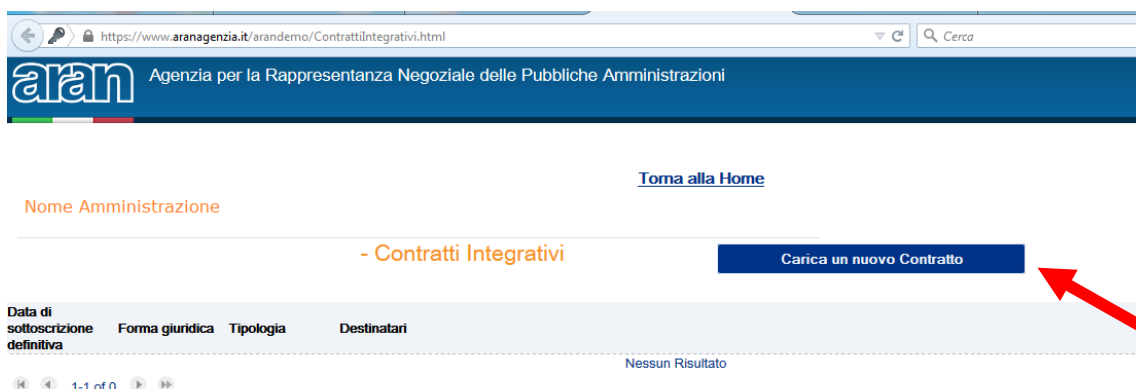 https://www.aranagenzia.it/arandemo/ContrattiIntegrativi.html
Cerca
aran Agenzia per la Rappresentanza Negoziale delle Pubbliche Amministrazioni
Torna alla Home
Nome Amministrazione
- Contratti Integrativi
Carica un nuovo Contratto
Data di
sottoscrizione Forma giuridica Tipologia Destinatari
definitiva
Nessun Risultato
1-1 of 0